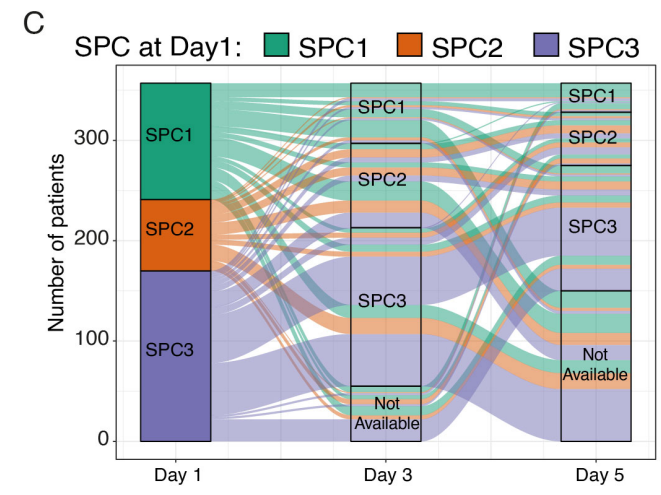 C
SPC at Day1: SPC1 SPC2 SPC3
Number of patients
300
200
100
0
SPC1
SPC2
SPC3
SPC1
SPC2
SPC3
Not
Available
SPC1
SPC2
SPC3
Not
Available
Day 1
Day 3
Day 5